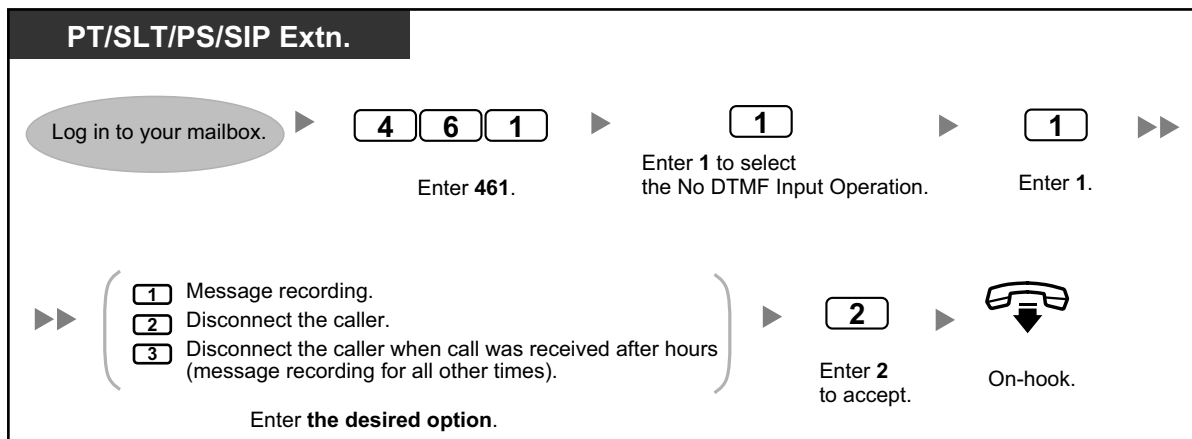 PT/SLT/PS/SIP Extn.
Log in to your mailbox.
4 6 1
Enter 461.
1
Enter 1 to select
the No DTMF Input Operation.
1
Enter 1.
1 Message recording.
2 Disconnect the caller.
3 Disconnect the caller when call was received after hours
(message recording for all other times).
Enter the desired option.
2
Enter 2
to accept.
On-hook.